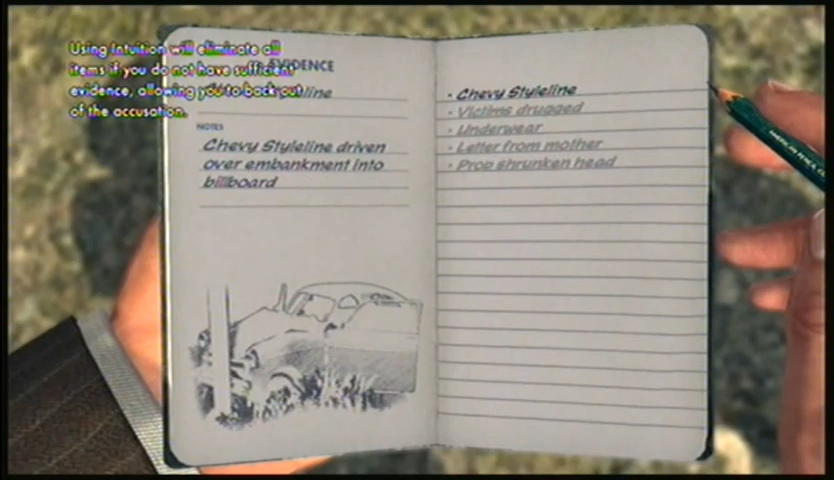 Using Intuition will eliminate all
items if you do not have sufficient
evidence, allowing you to back out
of the accusation.
EVIDENCE
NOTES
Chevy Styleline driven
over embankment into
billboard
• Chevy Styleline
• Victims drugged
• Underwear
• Letter from mother
• Prop shrunken head